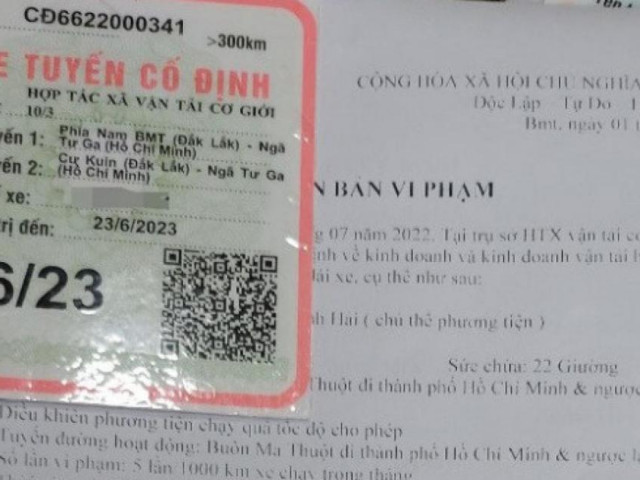 CĐ6622000341
>300km
E TUYẾN CỐ ĐỊNH
HỢP TÁC XÃ VẬN TẢI CƠ GIỚI
10/3
yến 1: Phía Nam BMT (Đắk Lắk) - Ngã
Tư Ga (Hồ Chí Minh)
yến 2: Cư Kuin (Đắk Lắk) - Ngã Tư Ga
(Hồ Chí Minh)
xe:
trị đến: 23/6/2023
6/23
CỘNG HÒA XÃ HỘI CHỦ NGHĨA
Độc Lập Tự Do
Bmt, ngày 01
N BẢN VI PHẠM
g 07 năm 2022. Tại trụ sở HTX vận tải cơ
ịnh về kinh doanh và kinh doanh vận tải
lái xe, cụ thể như sau:
nh Hai ( chủ thể phương tiện )
Sức chứa: 22 Giường
Thuột đi thành phố Hồ Chí Minh & ngược
Điều khiển phương tiện chạy quá tốc độ cho phép
Tuyến đường hoạt động: Buôn Ma Thuột đi thành phố Hồ Chí Minh & ngược
Số lần vi phạm: 5 lần 1000 km xe chạy trong tháng